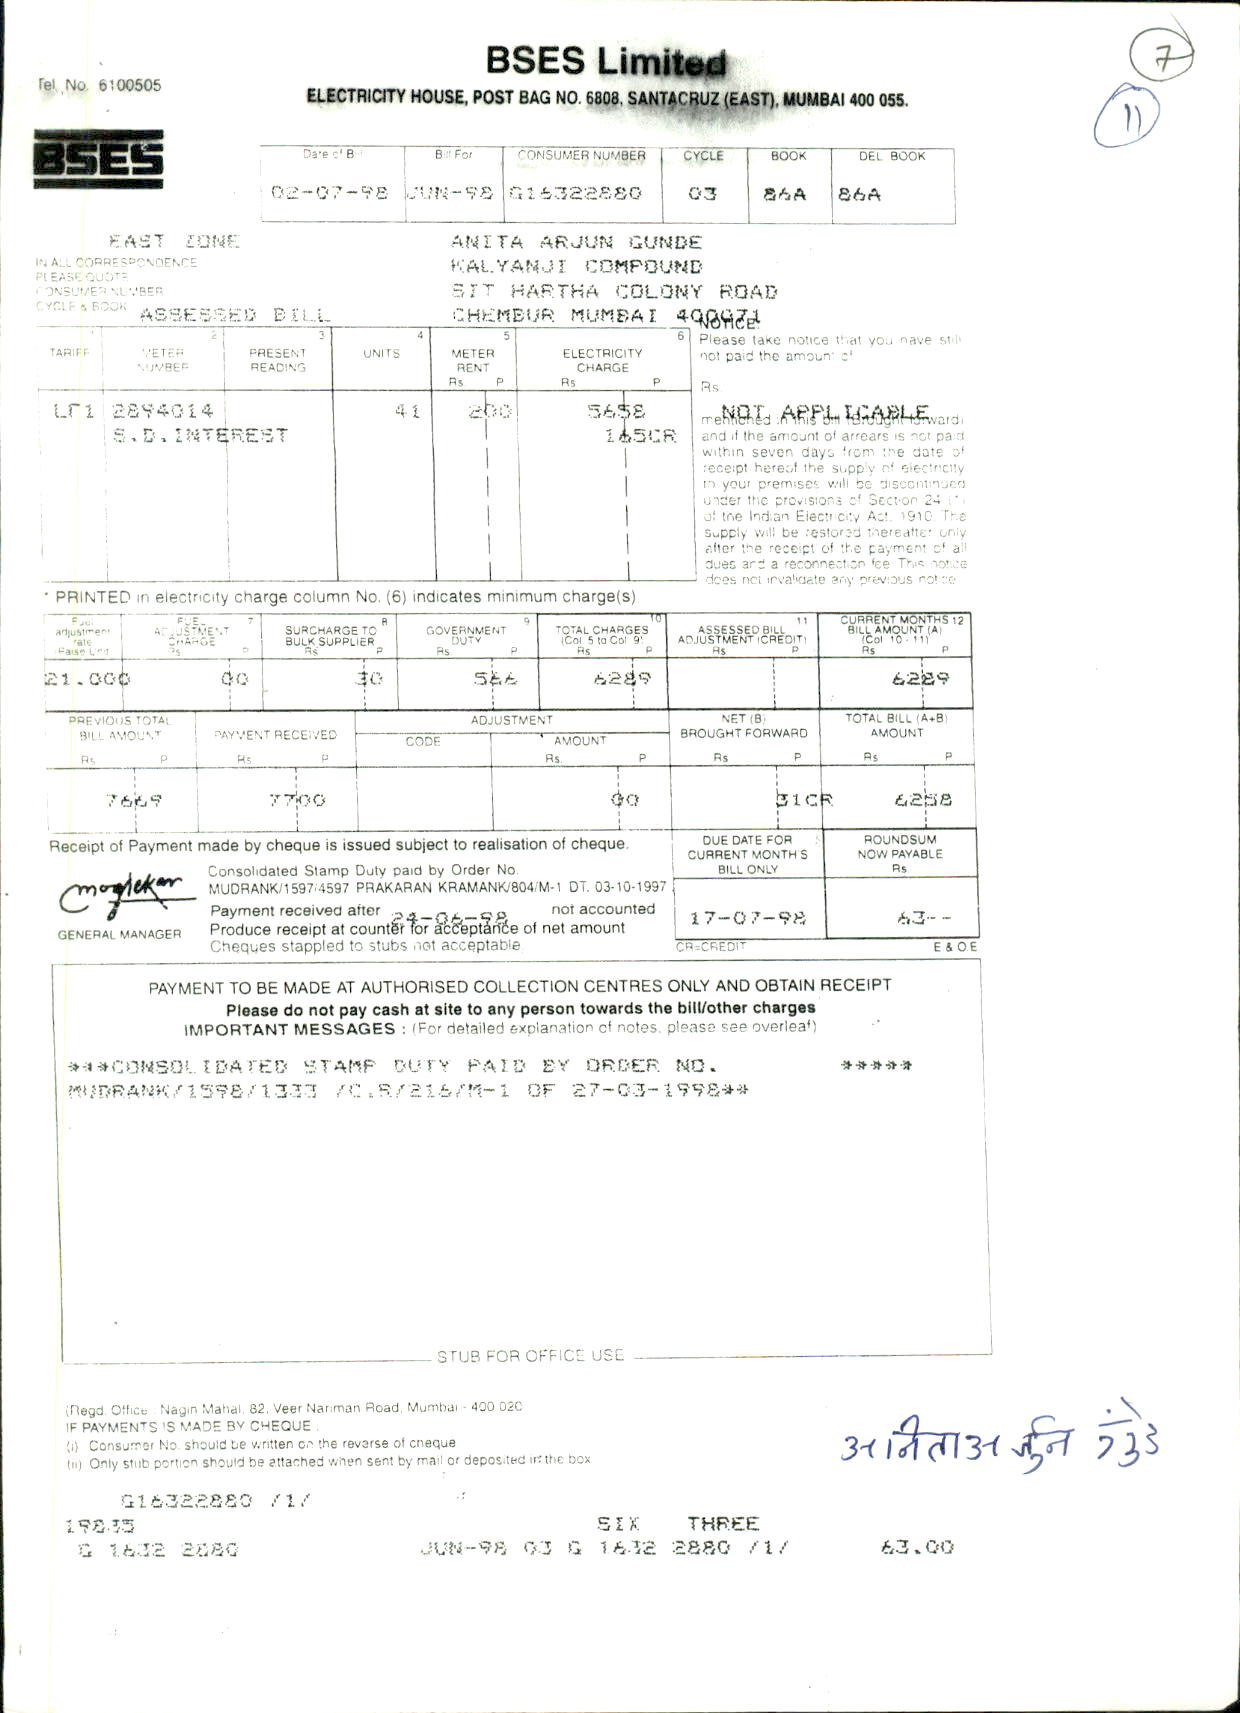 7
11
BSES Limited
Tel. No. 6100505
ELECTRICITY HOUSE, POST BAG NO. 6808, SANTACRUZ (EAST), MUMBAI 400 055.
BSES
Date of Bill Bill For CONSUMER NUMBER CYCLE BOOK DEL BOOK
02-07-98 JUN-98 G16322880 03 86A 86A
EAST ZONE ANITA ARJUN GUNDE
IN ALL CORRESPONDENCE KALYANJI COMPOUND
PLEASE QUOTE
CONSUMER NUMBER SIT HARTHA COLONY ROAD
CYCLE & BOOK ASSESSED BILL CHEMBUR MUMBAI 400071
1 2 3 4 5 6
TARIFF METER NUMBER PRESENT READING UNITS METER RENT ELECTRICITY CHARGE
Rs P Rs P
LF1 2894014 41 200 5658
S.D.INTEREST 165CR
NOTICE
Please take notice that you have still
not paid the amount of
Rs.
NOT APPLICABLE
mentioned in this bill (brought forward)
and if the amount of arrears is not paid
within seven days from the date of
receipt hereof the supply of electricity
to your premises will be discontinued
under the provisions of Section 24 (1)
of the Indian Electricity Act. 1910. The
supply will be restored thereafter only
after the receipt of the payment of all
dues and a reconnection fee. This notice
does not invalidate any previous notice
* PRINTED in electricity charge column No. (6) indicates minimum charge(s)
Fuel adjustment rate (Paise Unit FUEL ADJUSTMENT CHARGE 7 SURCHARGE TO BULK SUPPLIER 8 GOVERNMENT DUTY 9 TOTAL CHARGES (Col. 5 to Col 9) 10 ASSESSED BILL ADJUSTMENT (CREDIT) 11 CURRENT MONTHS BILL AMOUNT (A) (Col 10 - 11) 12
Rs P Rs P Rs P Rs P Rs P Rs P
21.000 00 30 566 6289 6289
PREVIOUS TOTAL BILL AMOUNT PAYMENT RECEIVED ADJUSTMENT CODE AMOUNT NET (B) BROUGHT FORWARD TOTAL BILL (A+B) AMOUNT
Rs P Rs P Rs. P Rs P Rs P
7669 7700 00 31CR 6258
Receipt of Payment made by cheque is issued subject to realisation of cheque.
DUE DATE FOR CURRENT MONTH'S BILL ONLY ROUNDSUM NOW PAYABLE Rs
Consolidated Stamp Duty paid by Order No.
MUDRANK/1597/4597 PRAKARAN KRAMANK/804/M-1 DT. 03-10-1997
Payment received after 24-06-98 not accounted
17-07-98 63--
Produce receipt at counter for acceptance of net amount
GENERAL MANAGER
Cheques stappled to stubs not acceptable.
CR=CREDIT E & O E
PAYMENT TO BE MADE AT AUTHORISED COLLECTION CENTRES ONLY AND OBTAIN RECEIPT
Please do not pay cash at site to any person towards the bill/other charges
IMPORTANT MESSAGES : (For detailed explanation of notes, please see overleaf)
***CONSOLIDATED STAMP DUTY PAID BY ORDER NO. *****
MUDRANK/1598/1333 /C.R/216/M-1 OF 27-03-1998**
STUB FOR OFFICE USE
(Regd. Office : Nagin Mahal, 82, Veer Nariman Road, Mumbai - 400 020
IF PAYMENTS IS MADE BY CHEQUE :
(i) Consumer No. should be written on the reverse of cheque
(ii) Only stub portion should be attached when sent by mail or deposited in the box
अनिता अर्जुन गुंडे
G16322880 /1/
19835 SIX THREE
G 1632 2880 JUN-98 03 G 1632 2880 /1/ 63.00